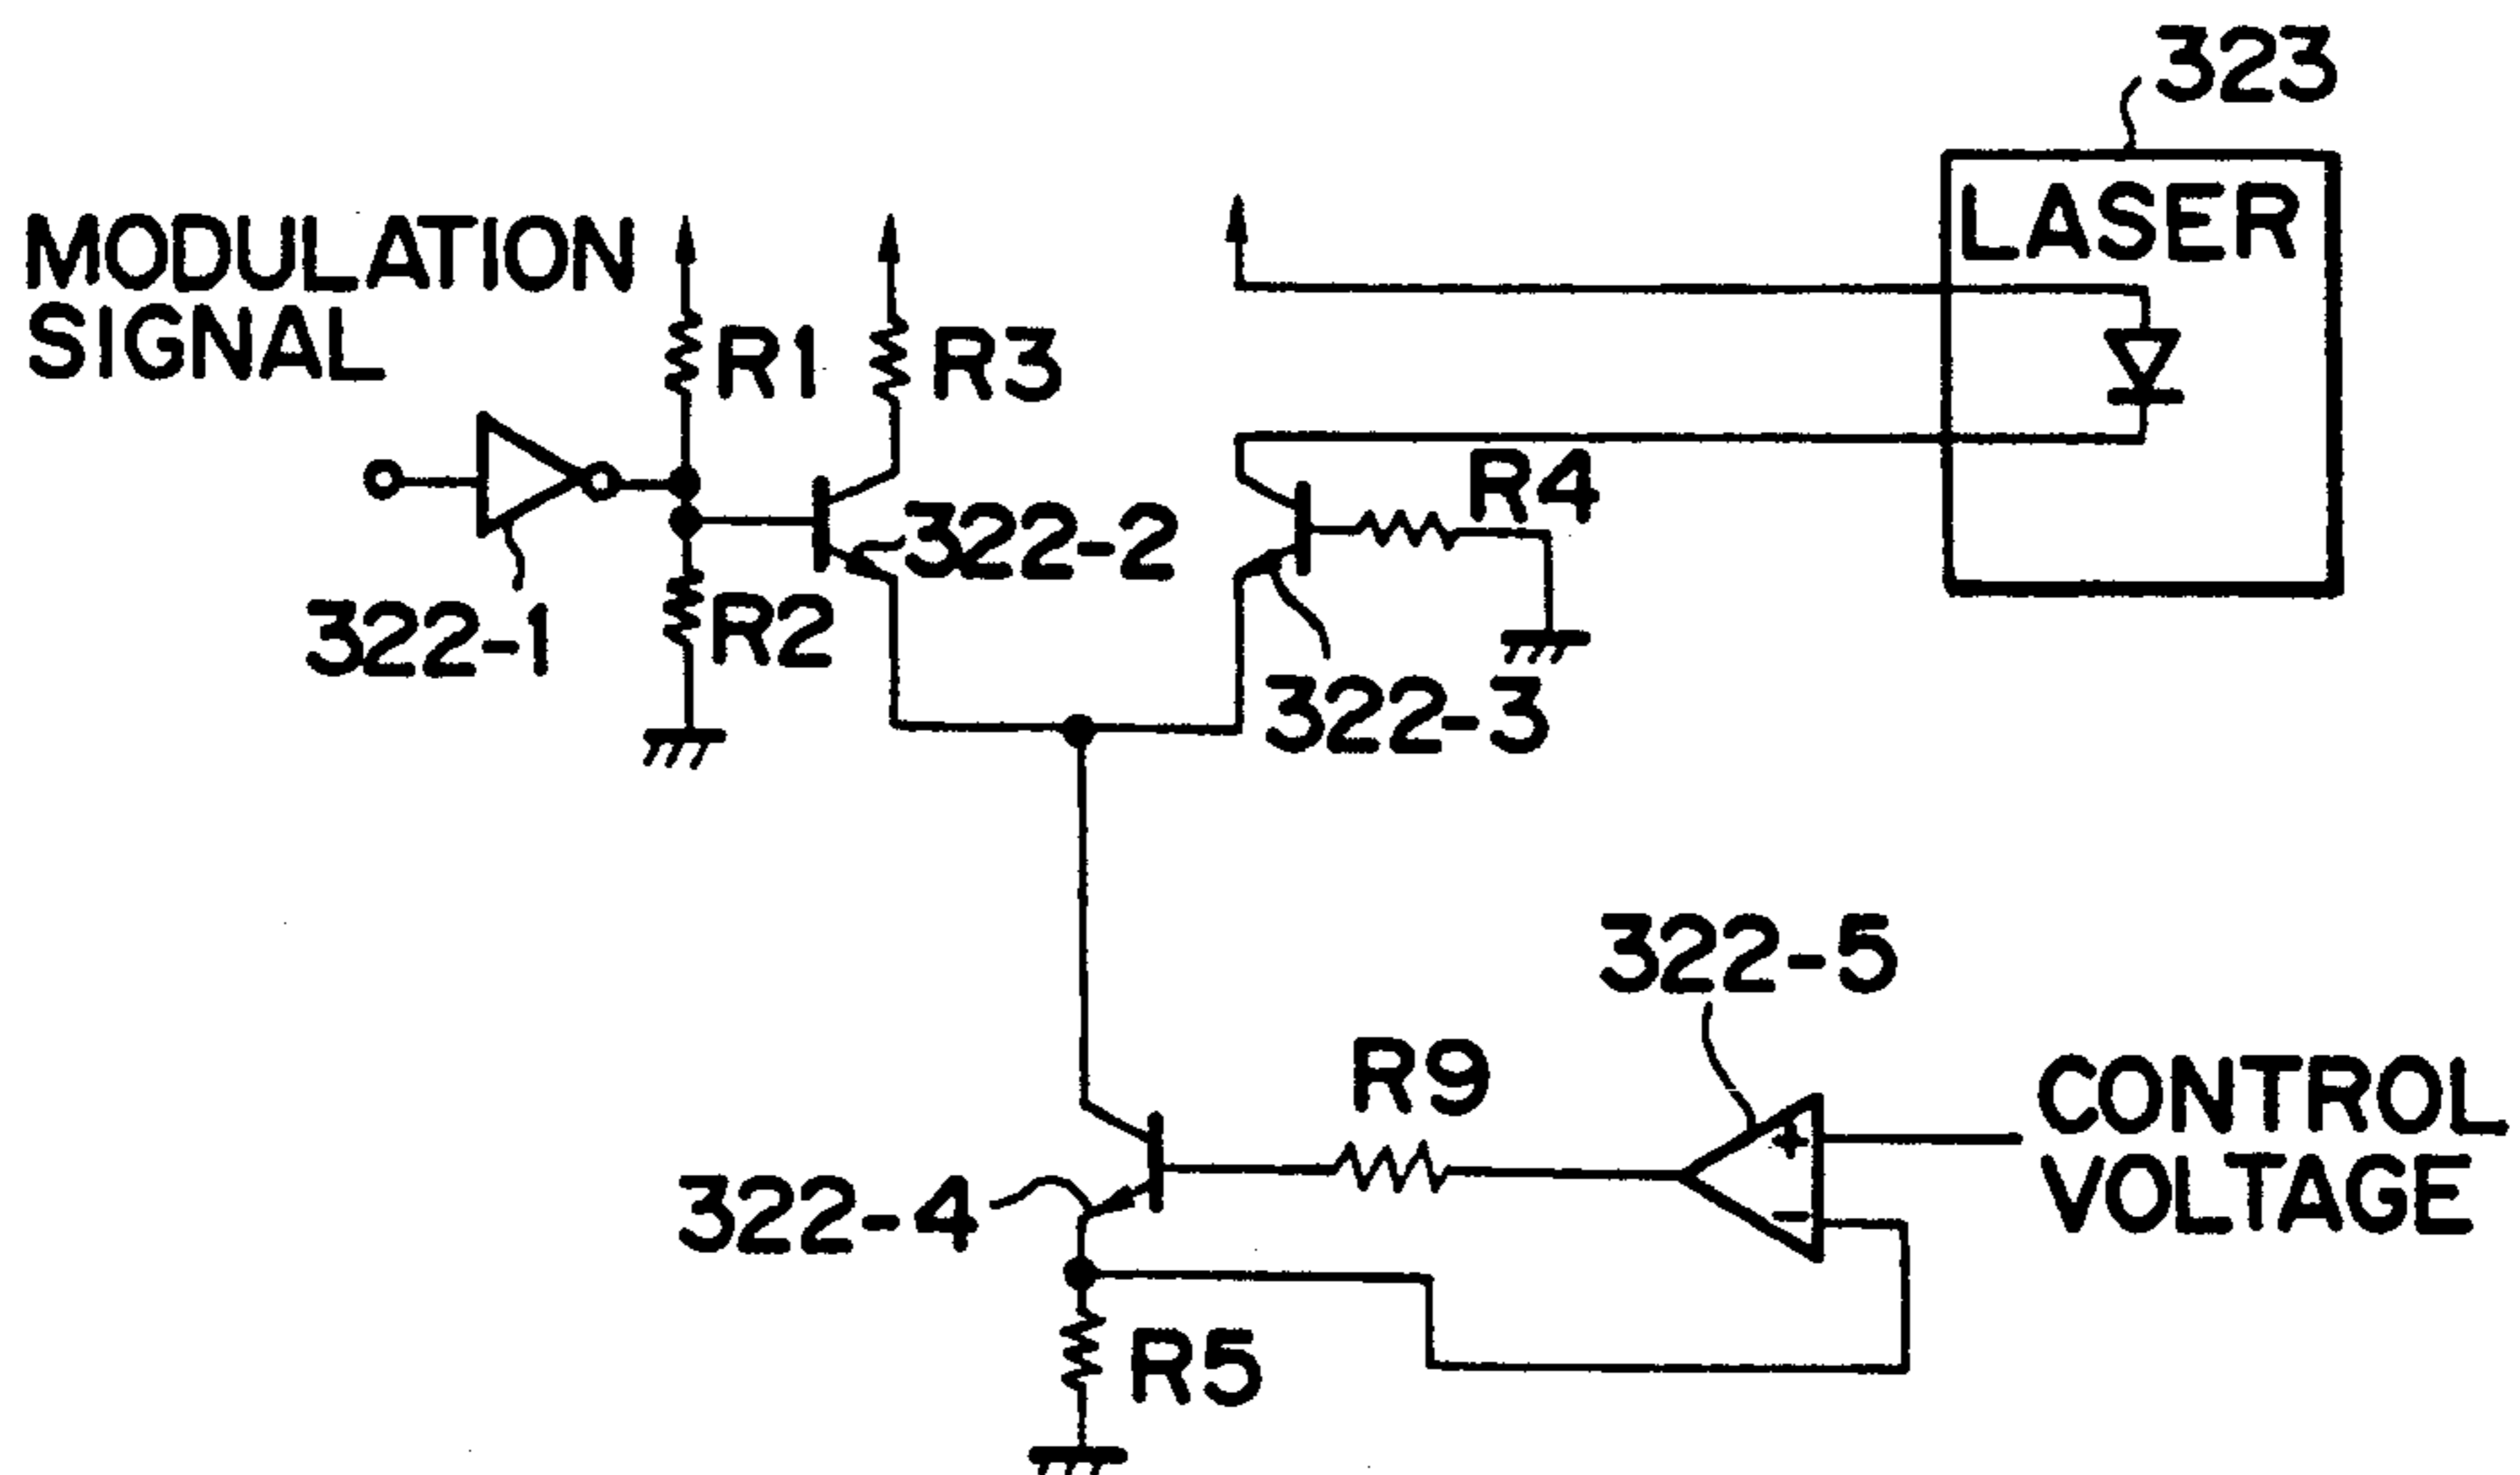 323
LASER
MODULATION
SIGNAL
R1
R3
R4
322-2
322-1
R2
322-3
322-5
R9
+
CONTROL
VOLTAGE
-
322-4
R5